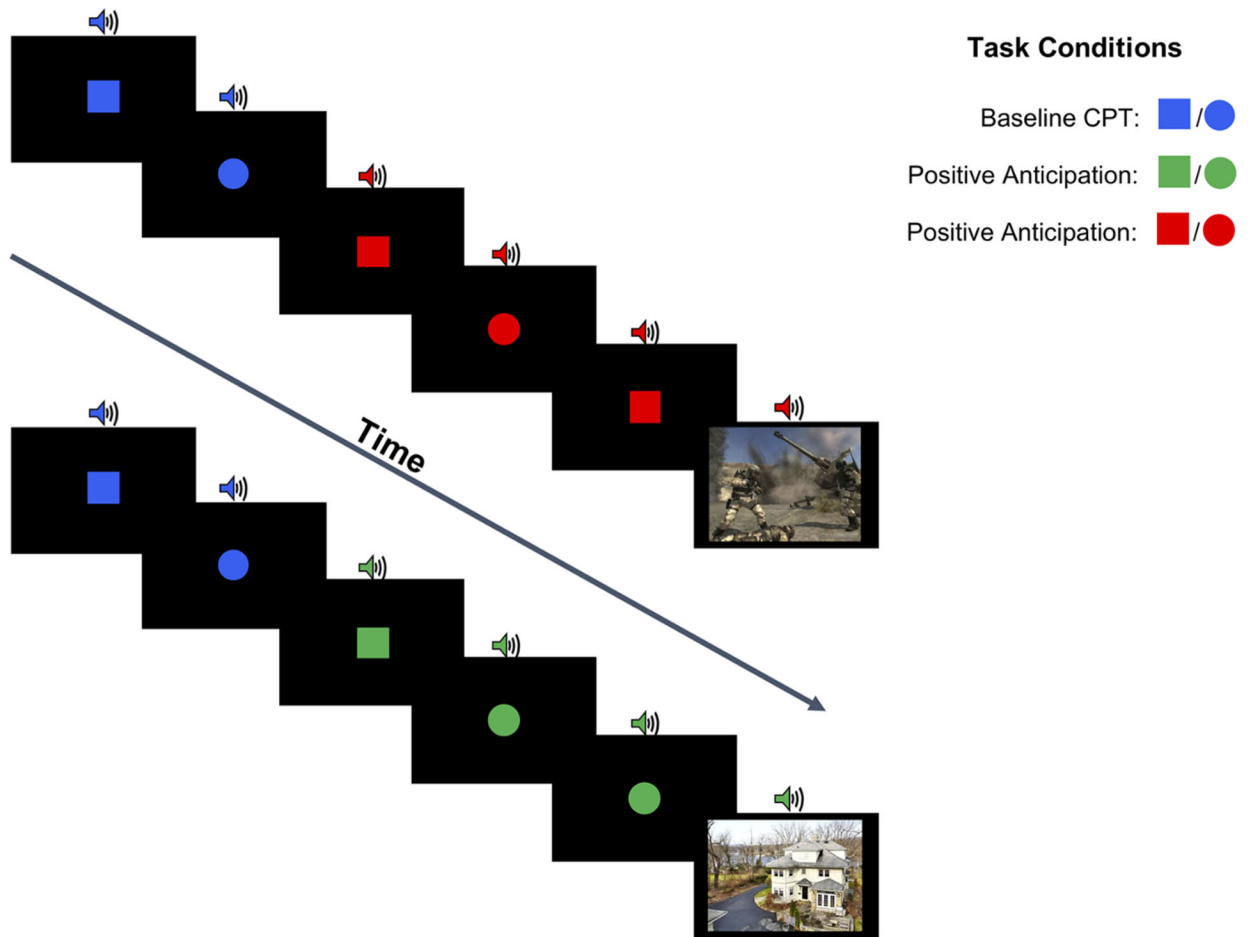 Task Conditions
Baseline CPT: /
Positive Anticipation: /
Positive Anticipation: /
Time